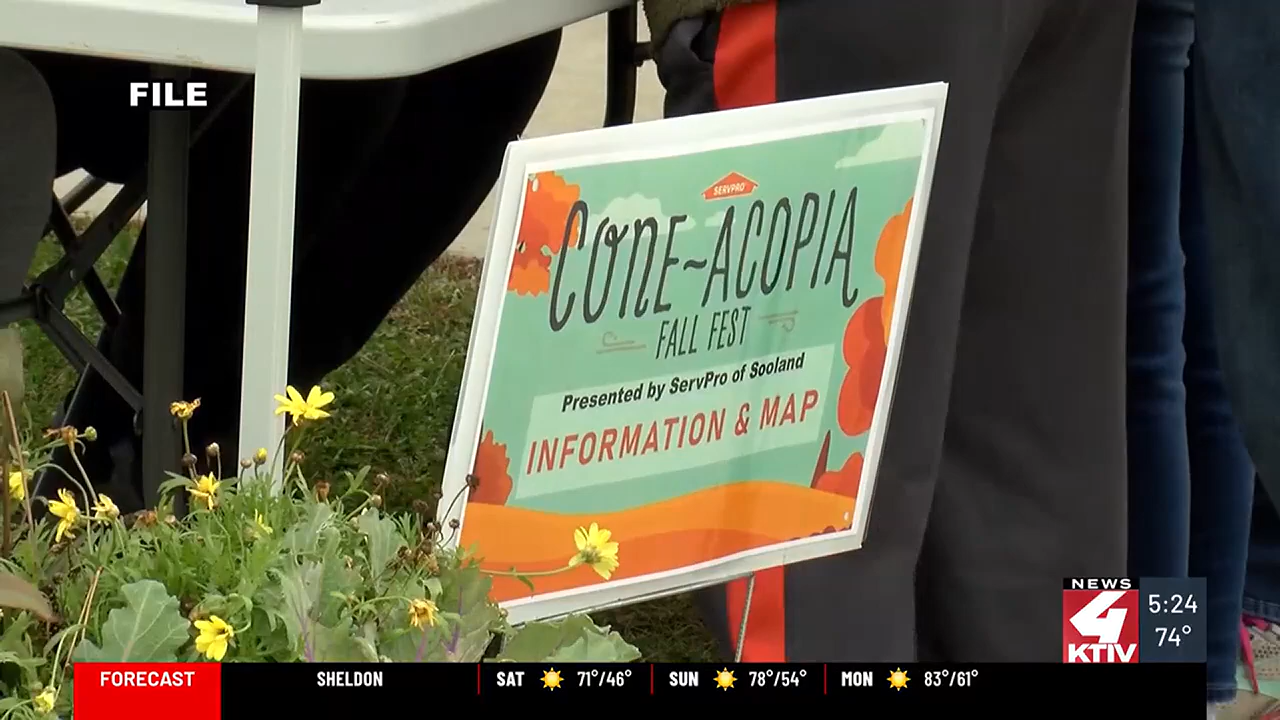 FILE
SERVPRO
CONE~ACOPIA
FALL FEST
Presented by ServPro of Sooland
INFORMATION & MAP
NEWS
4
KTIV
5:24
74°
FORECAST
SHELDON
SAT 71°/46°
SUN 78°/54°
MON 83°/61°